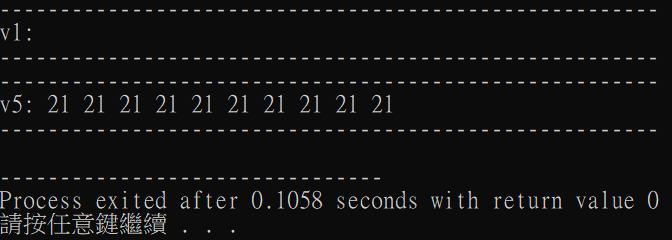 -------------------------------------------------------
v1:
-------------------------------------------------------
-------------------------------------------------------
v5: 21 21 21 21 21 21 21 21 21 21
-------------------------------------------------------
--------------------------------
Process exited after 0.1058 seconds with return value 0
請按任意鍵繼續 . . .